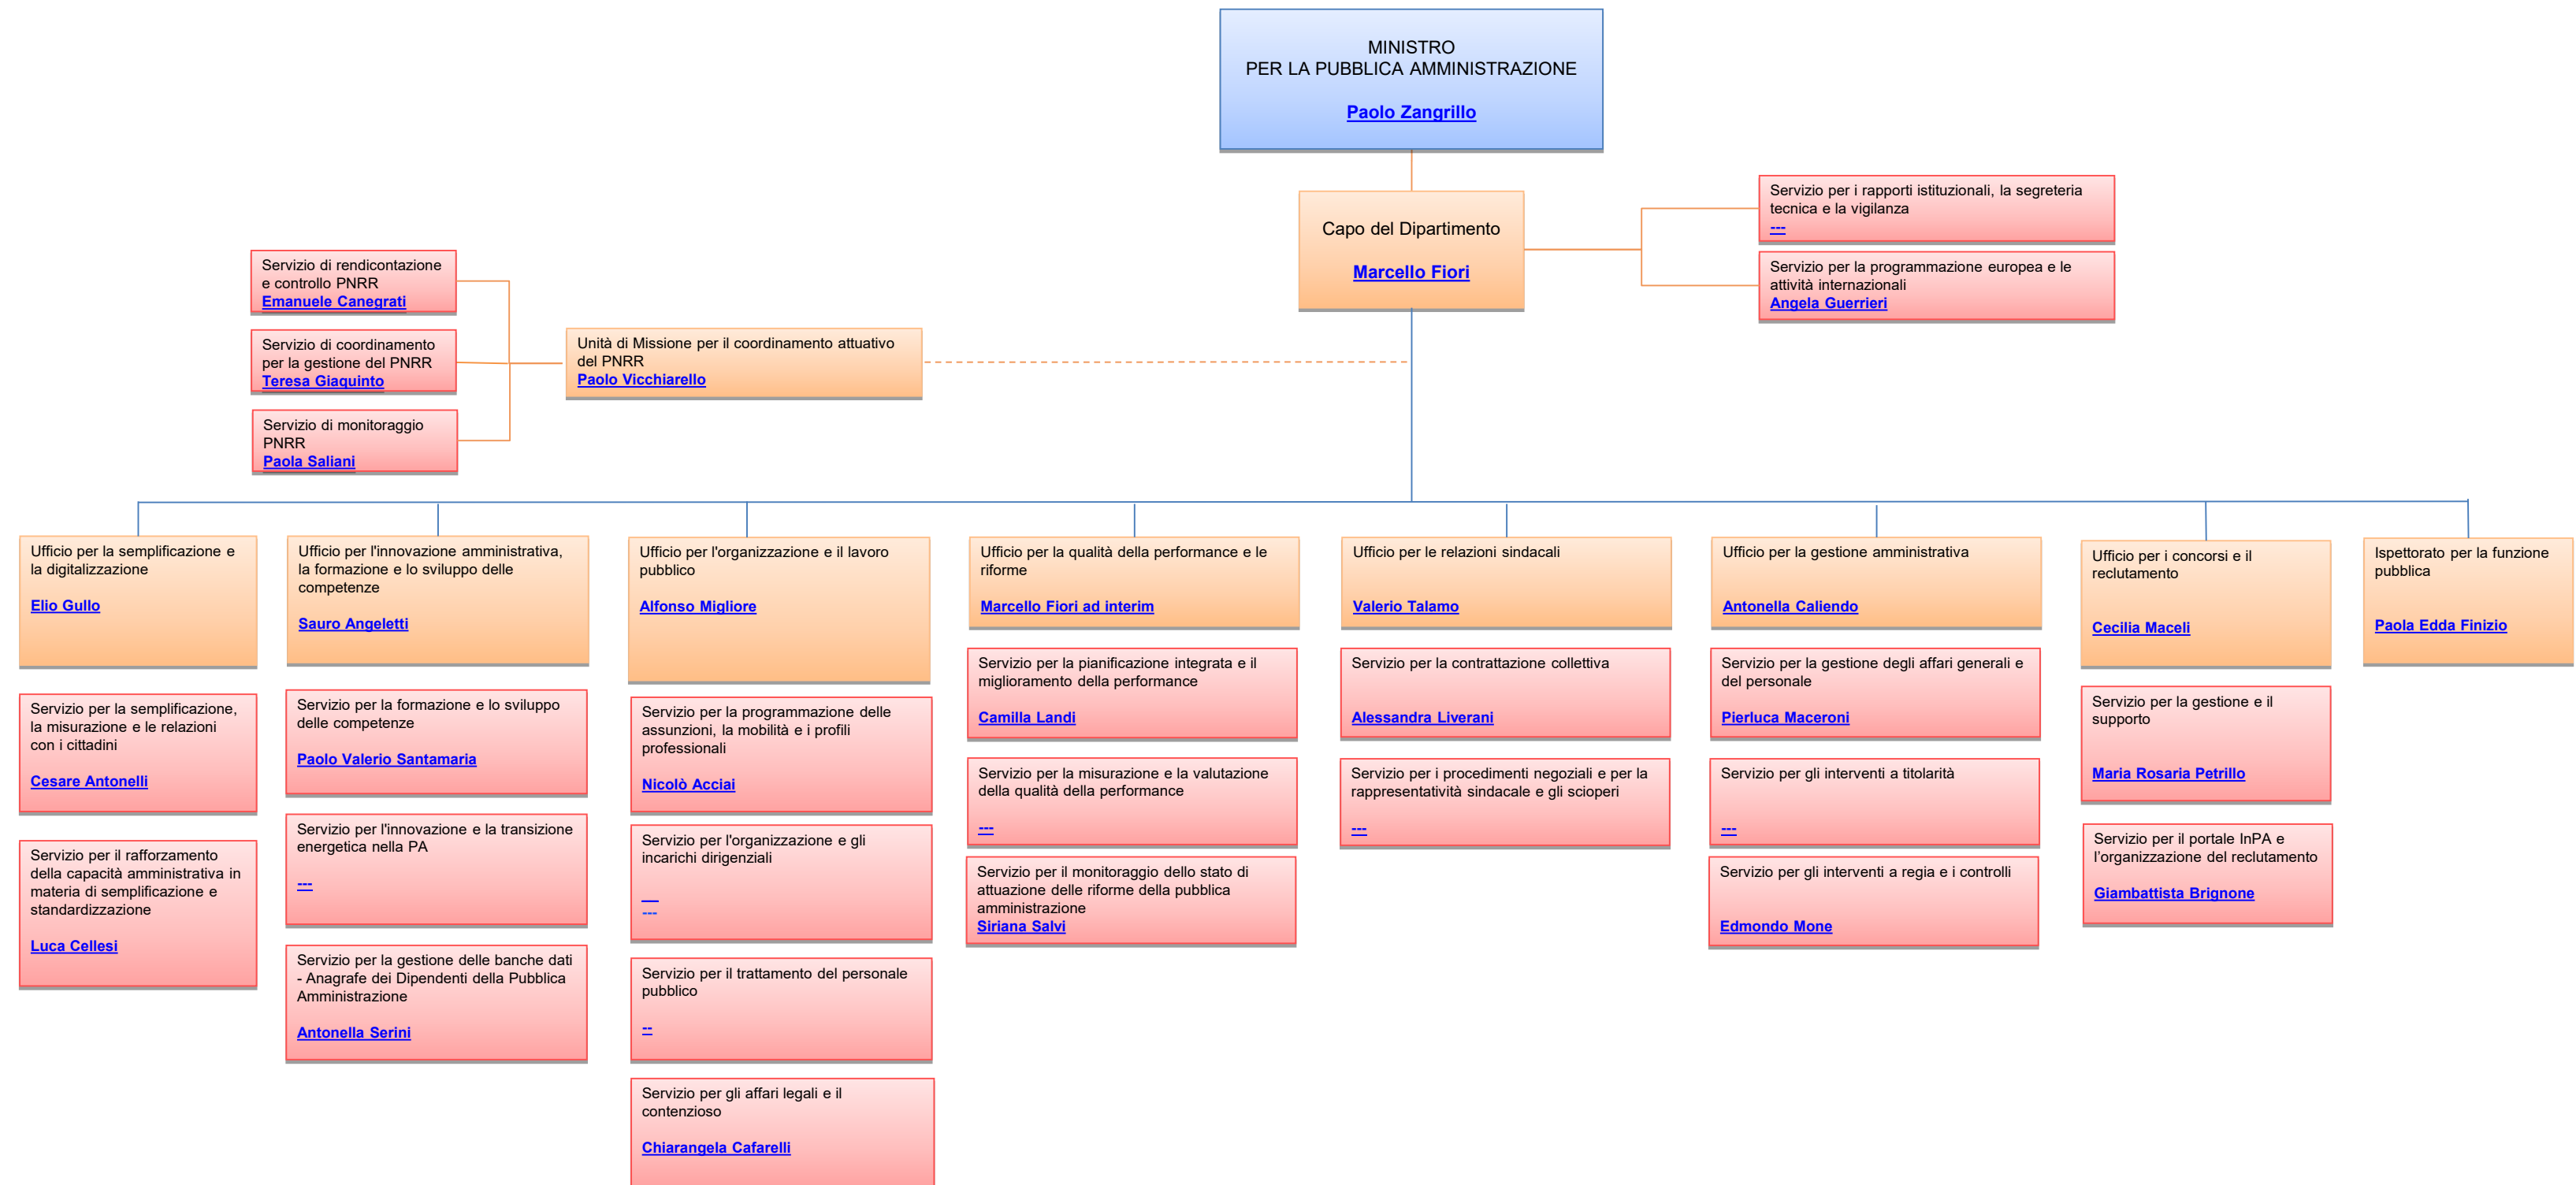 MINISTRO
PER LA PUBBLICA AMMINISTRAZIONE
Paolo Zangrillo
Capo del Dipartimento
Marcello Fiori
Servizio per i rapporti istituzionali, la segreteria
tecnica e la vigilanza
---
Servizio per la programmazione europea e le
attività internazionali
Angela Guerrieri
Servizio di rendicontazione
e controllo PNRR
Emanuele Canegrati
Servizio di coordinamento
per la gestione del PNRR
Teresa Giaquinto
Servizio di monitoraggio
PNRR
Paola Saliani
Unità di Missione per il coordinamento attuativo
del PNRR
Paolo Vicchiarello
Ufficio per la semplificazione e
la digitalizzazione
Elio Gullo
Servizio per la semplificazione,
la misurazione e le relazioni
con i cittadini
Cesare Antonelli
Servizio per il rafforzamento
della capacità amministrativa in
materia di semplificazione e
standardizzazione
Luca Cellesi
Ufficio per l'innovazione amministrativa,
la formazione e lo sviluppo delle
competenze
Sauro Angeletti
Servizio per la formazione e lo sviluppo
delle competenze
Paolo Valerio Santamaria
Servizio per l'innovazione e la transizione
energetica nella PA
---
Servizio per la gestione delle banche dati
- Anagrafe dei Dipendenti della Pubblica
Amministrazione
Antonella Serini
Ufficio per l'organizzazione e il lavoro
pubblico
Alfonso Migliore
Servizio per la programmazione delle
assunzioni, la mobilità e i profili
professionali
Nicolò Acciai
Servizio per l'organizzazione e gli
incarichi dirigenziali
---
Servizio per il trattamento del personale
pubblico
--
Servizio per gli affari legali e il
contenzioso
Chiarangela Cafarelli
Ufficio per la qualità della performance e le
riforme
Marcello Fiori ad interim
Servizio per la pianificazione integrata e il
miglioramento della performance
Camilla Landi
Servizio per la misurazione e la valutazione
della qualità della performance
---
Servizio per il monitoraggio dello stato di
attuazione delle riforme della pubblica
amministrazione
Siriana Salvi
Ufficio per le relazioni sindacali
Valerio Talamo
Servizio per la contrattazione collettiva
Alessandra Liverani
Servizio per i procedimenti negoziali e per la
rappresentatività sindacale e gli scioperi
---
Ufficio per la gestione amministrativa
Antonella Caliendo
Servizio per la gestione degli affari generali e
del personale
Pierluca Maceroni
Servizio per gli interventi a titolarità
---
Servizio per gli interventi a regia e i controlli
Edmondo Mone
Ufficio per i concorsi e il
reclutamento
Cecilia Maceli
Servizio per la gestione e il
supporto
Maria Rosaria Petrillo
Servizio per il portale InPA e
l’organizzazione del reclutamento
Giambattista Brignone
Ispettorato per la funzione
pubblica
Paola Edda Finizio